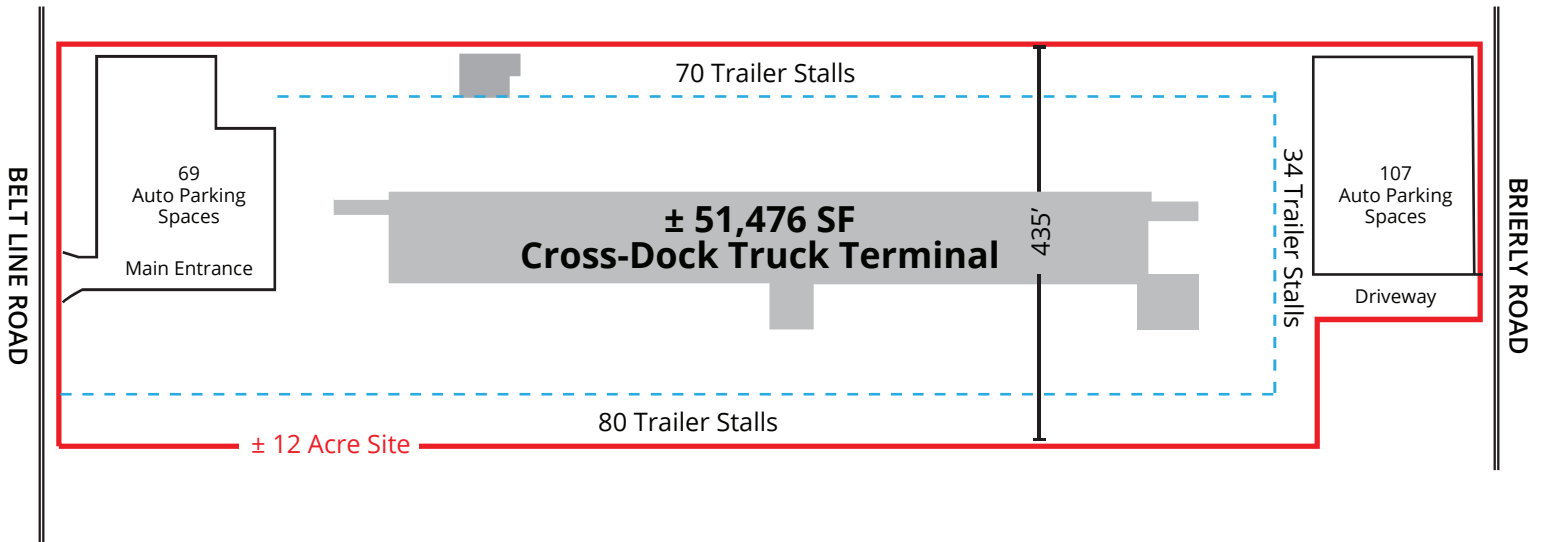 70 Trailer Stalls
BELT LINE ROAD
69
Auto Parking
Spaces
Main Entrance
± 51,476 SF
Cross-Dock Truck Terminal
435’
34 Trailer Stalls
107
Auto Parking
Spaces
Driveway
BRIERLY ROAD
80 Trailer Stalls
± 12 Acre Site